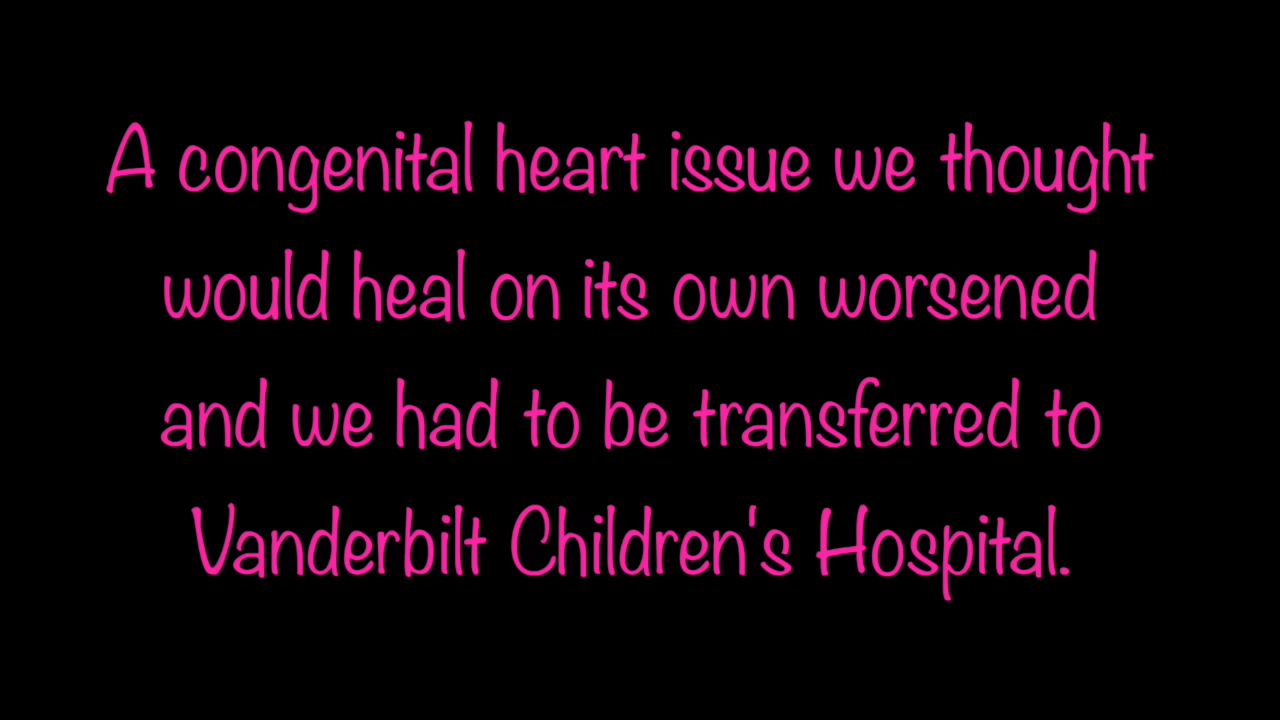 A congenital heart issue we thought
would heal on its own worsened
and we had to be transferred to
Vanderbilt Children's Hospital.